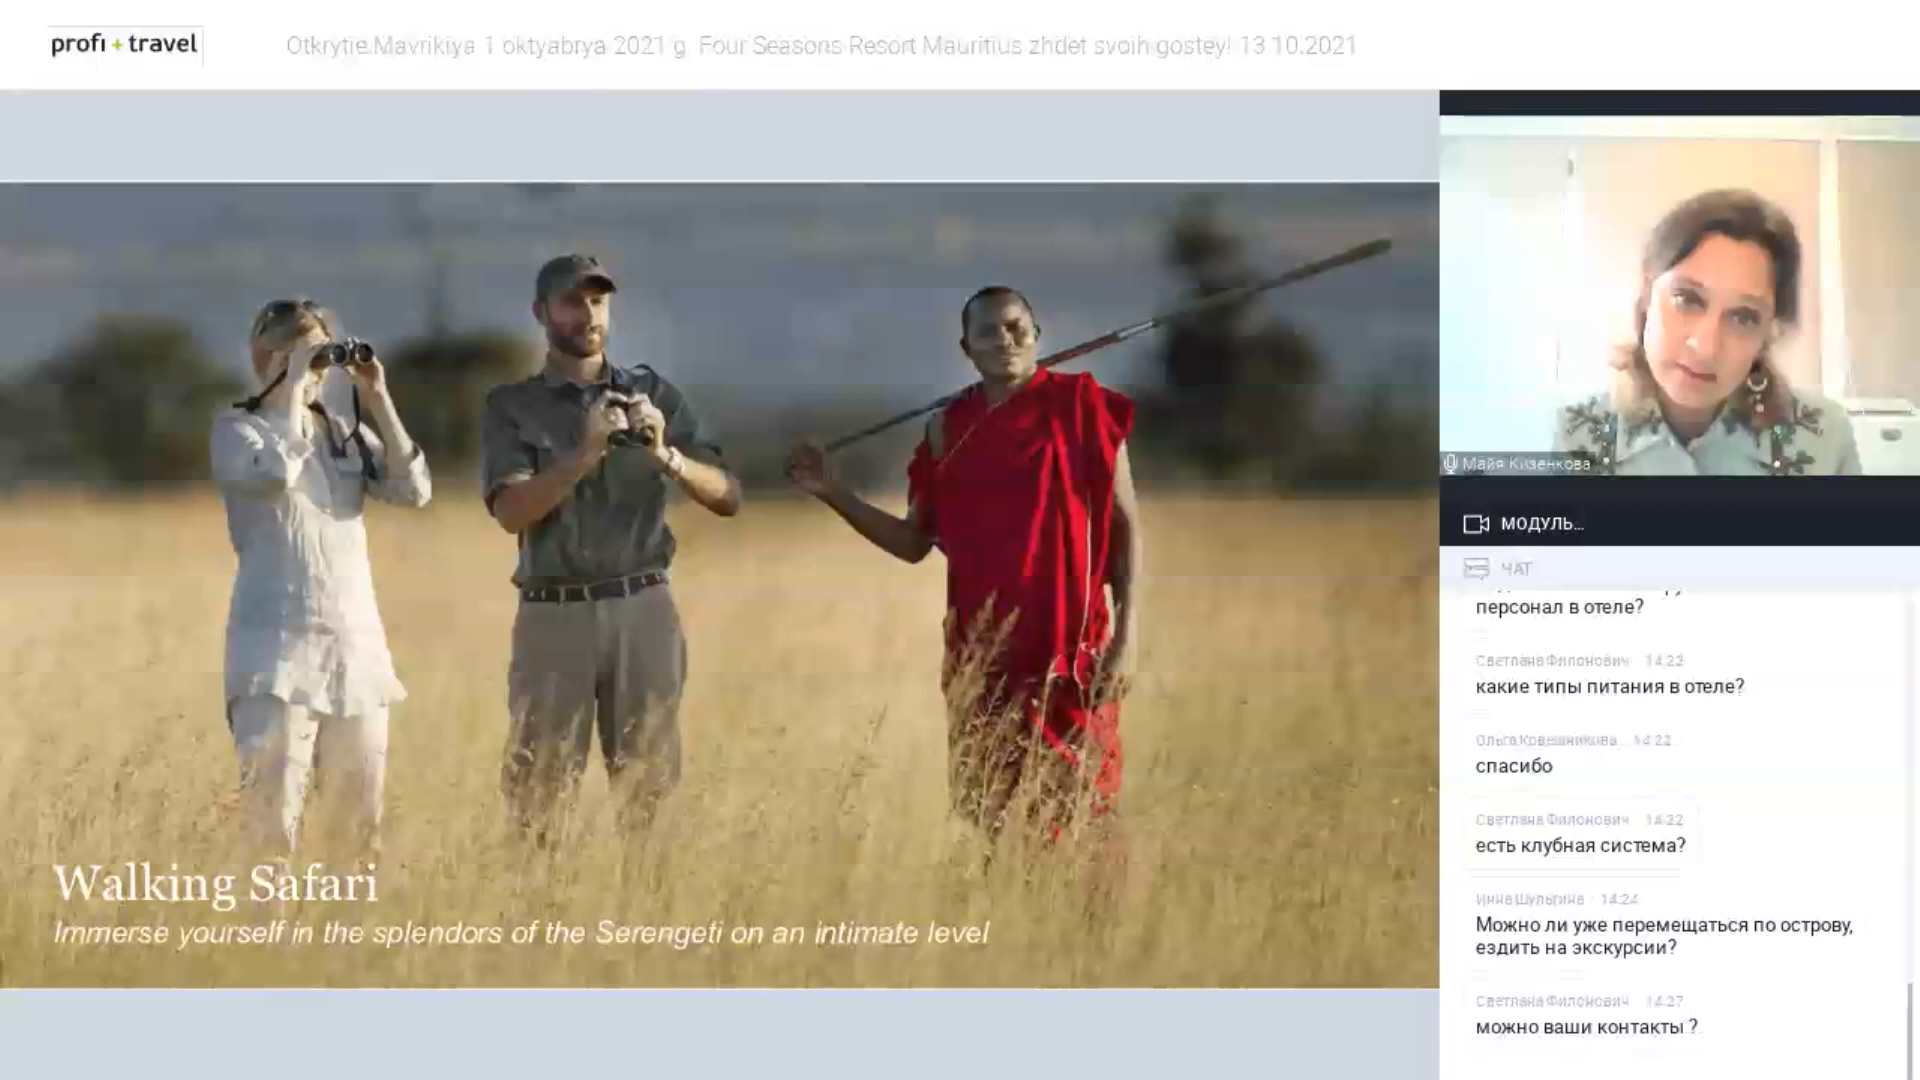 profi + travel
Otkrytie Mavrikiya 1 oktyabrya 2021 g. Four Seasons Resort Mauritius zhdet svoih gostey! 13 10.2021
Walking Safari
Immerse yourself in the splendors of the Serengeti on an intimate level
Майя Кизенкова
МОДУЛЬ...
ЧАТ
персонал в отеле?
Светлана Филонович 14:22
какие типы питания в отеле?
Ольга 14:22
спасибо
Светлана Филонович 14:22
есть клубная система?
Инна Шульгина 14:24
Можно ли уже перемещаться по острову,
ездить на экскурсии?
Светлана Филонович 14:27
можно ваши контакты ?